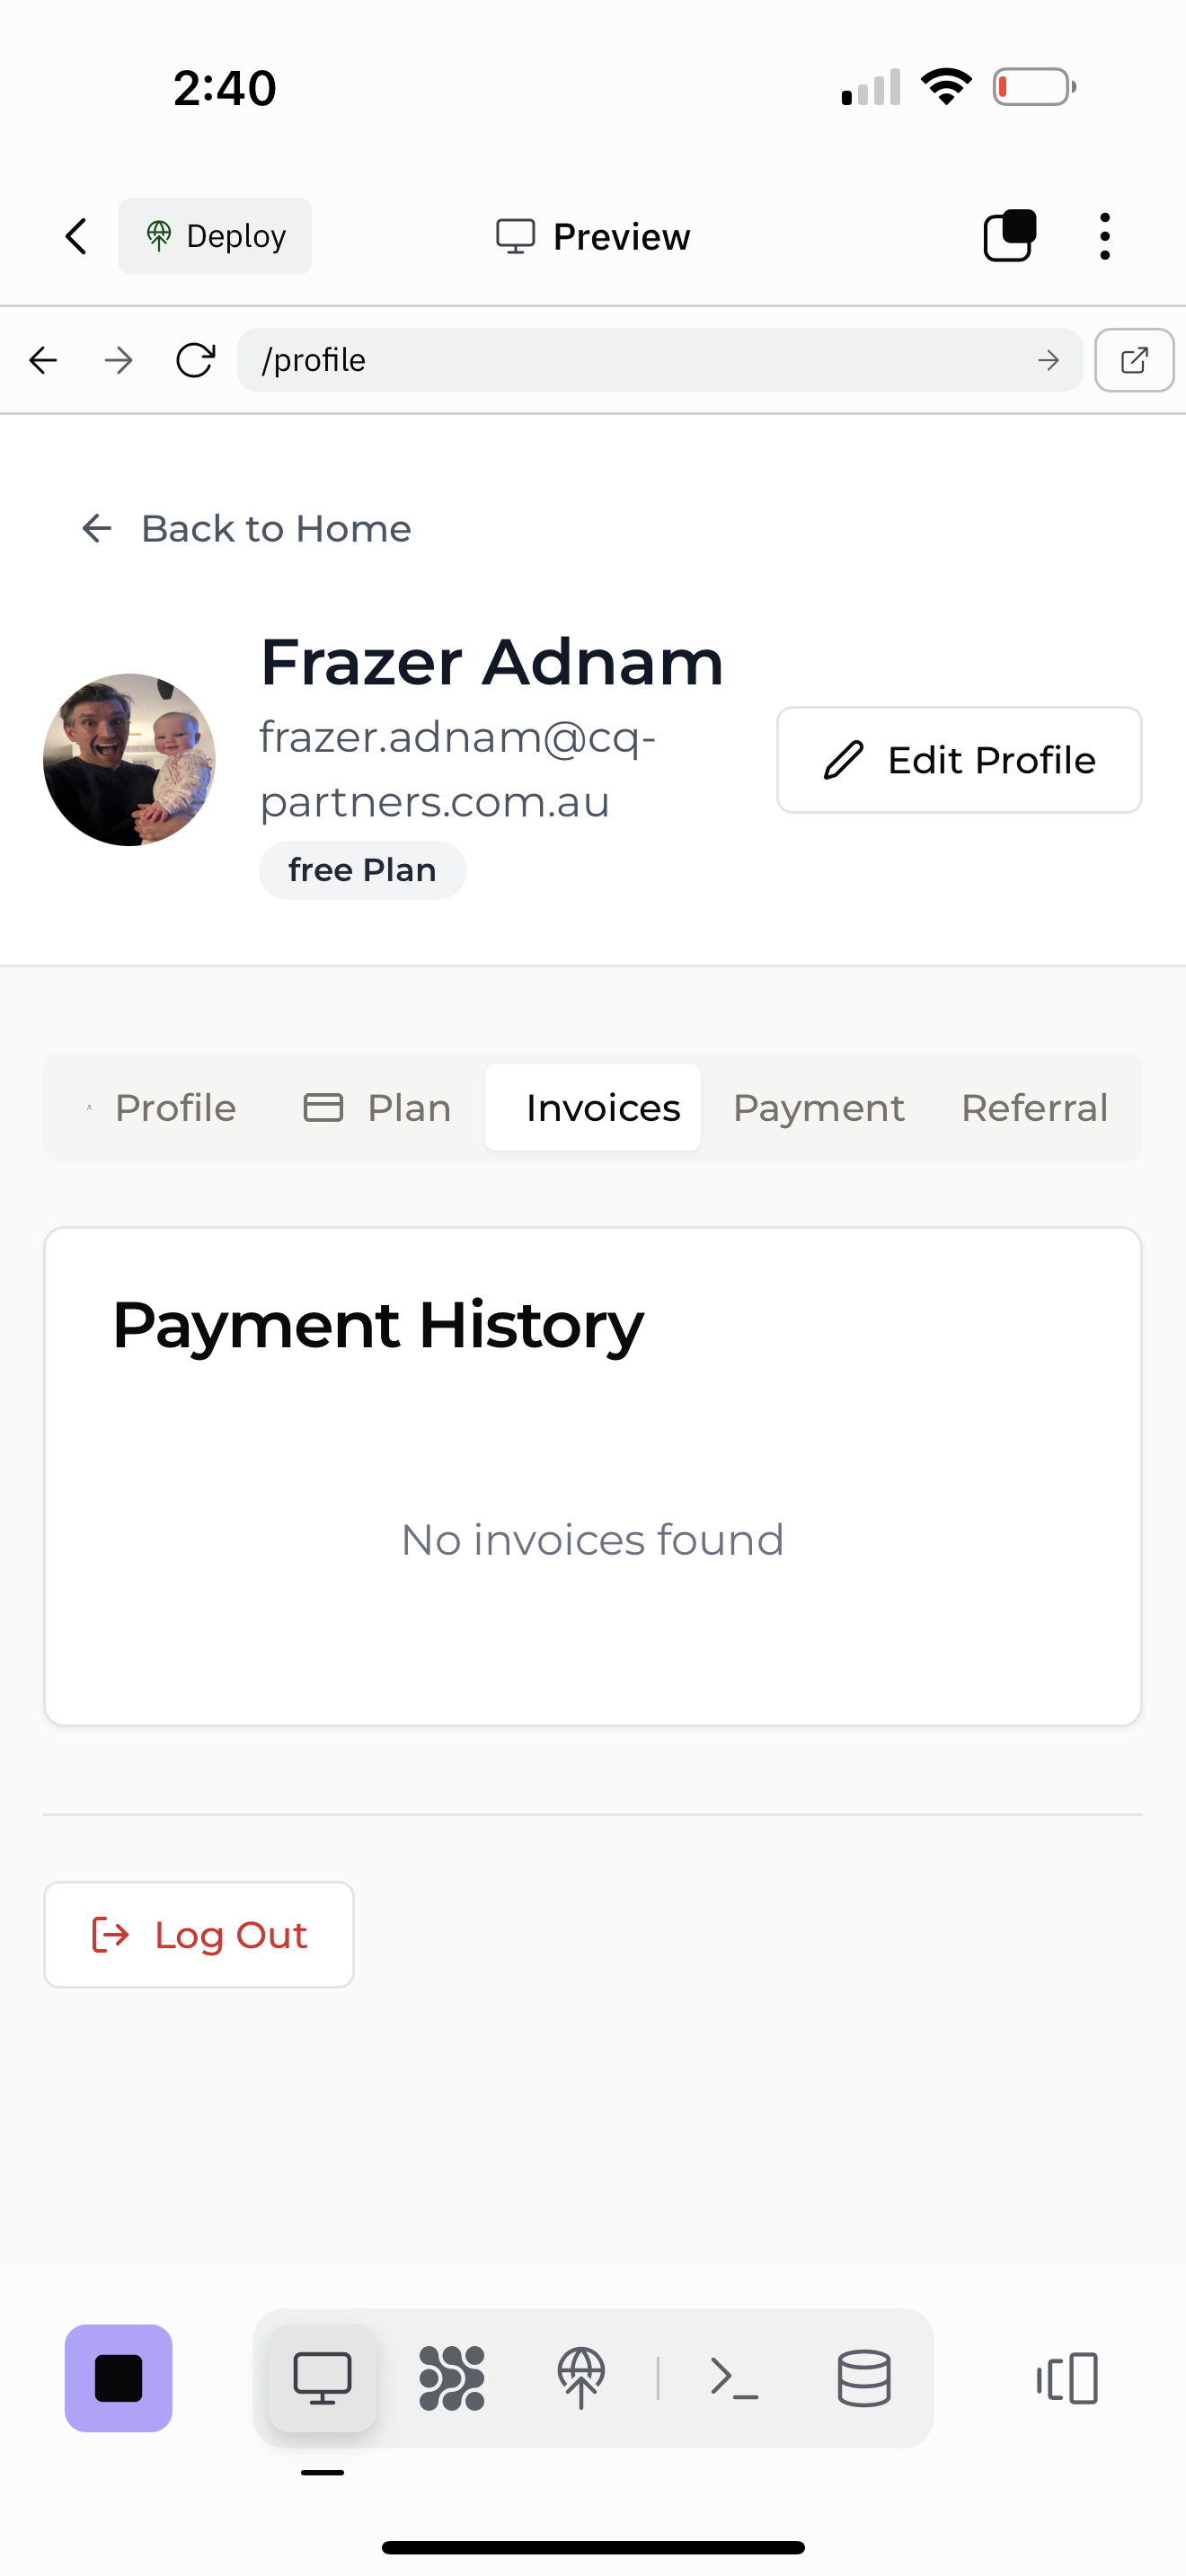 2:40
Deploy
Preview
/profile
Back to Home
Frazer Adnam
frazer.adnam@cq-
partners.com.au
free Plan
Edit Profile
Profile Plan Invoices Payment Referral
Payment History
No invoices found
Log Out